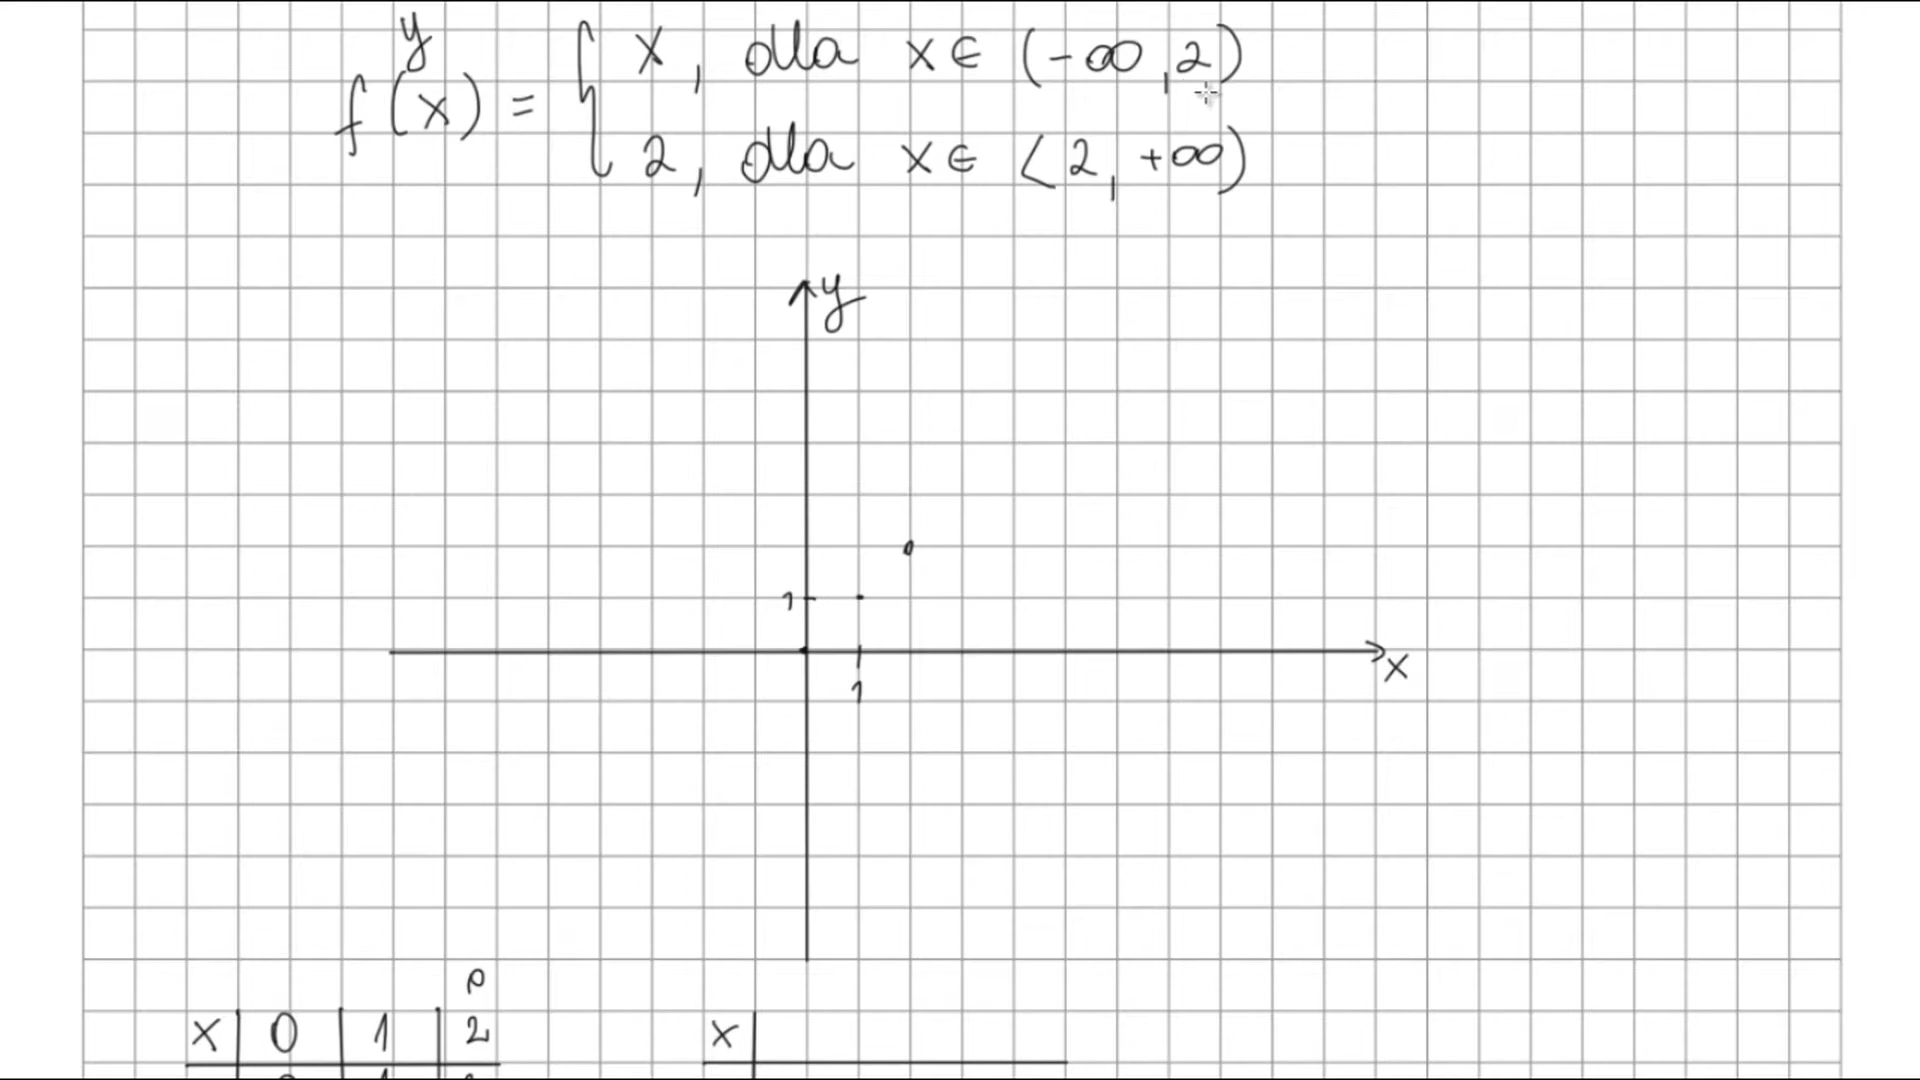 y
f(x) = { x, dla x ∈ (-∞, 2)
2, dla x ∈ <2, +∞)
y
1
x
1
x | 0 | 1 | 2
x |